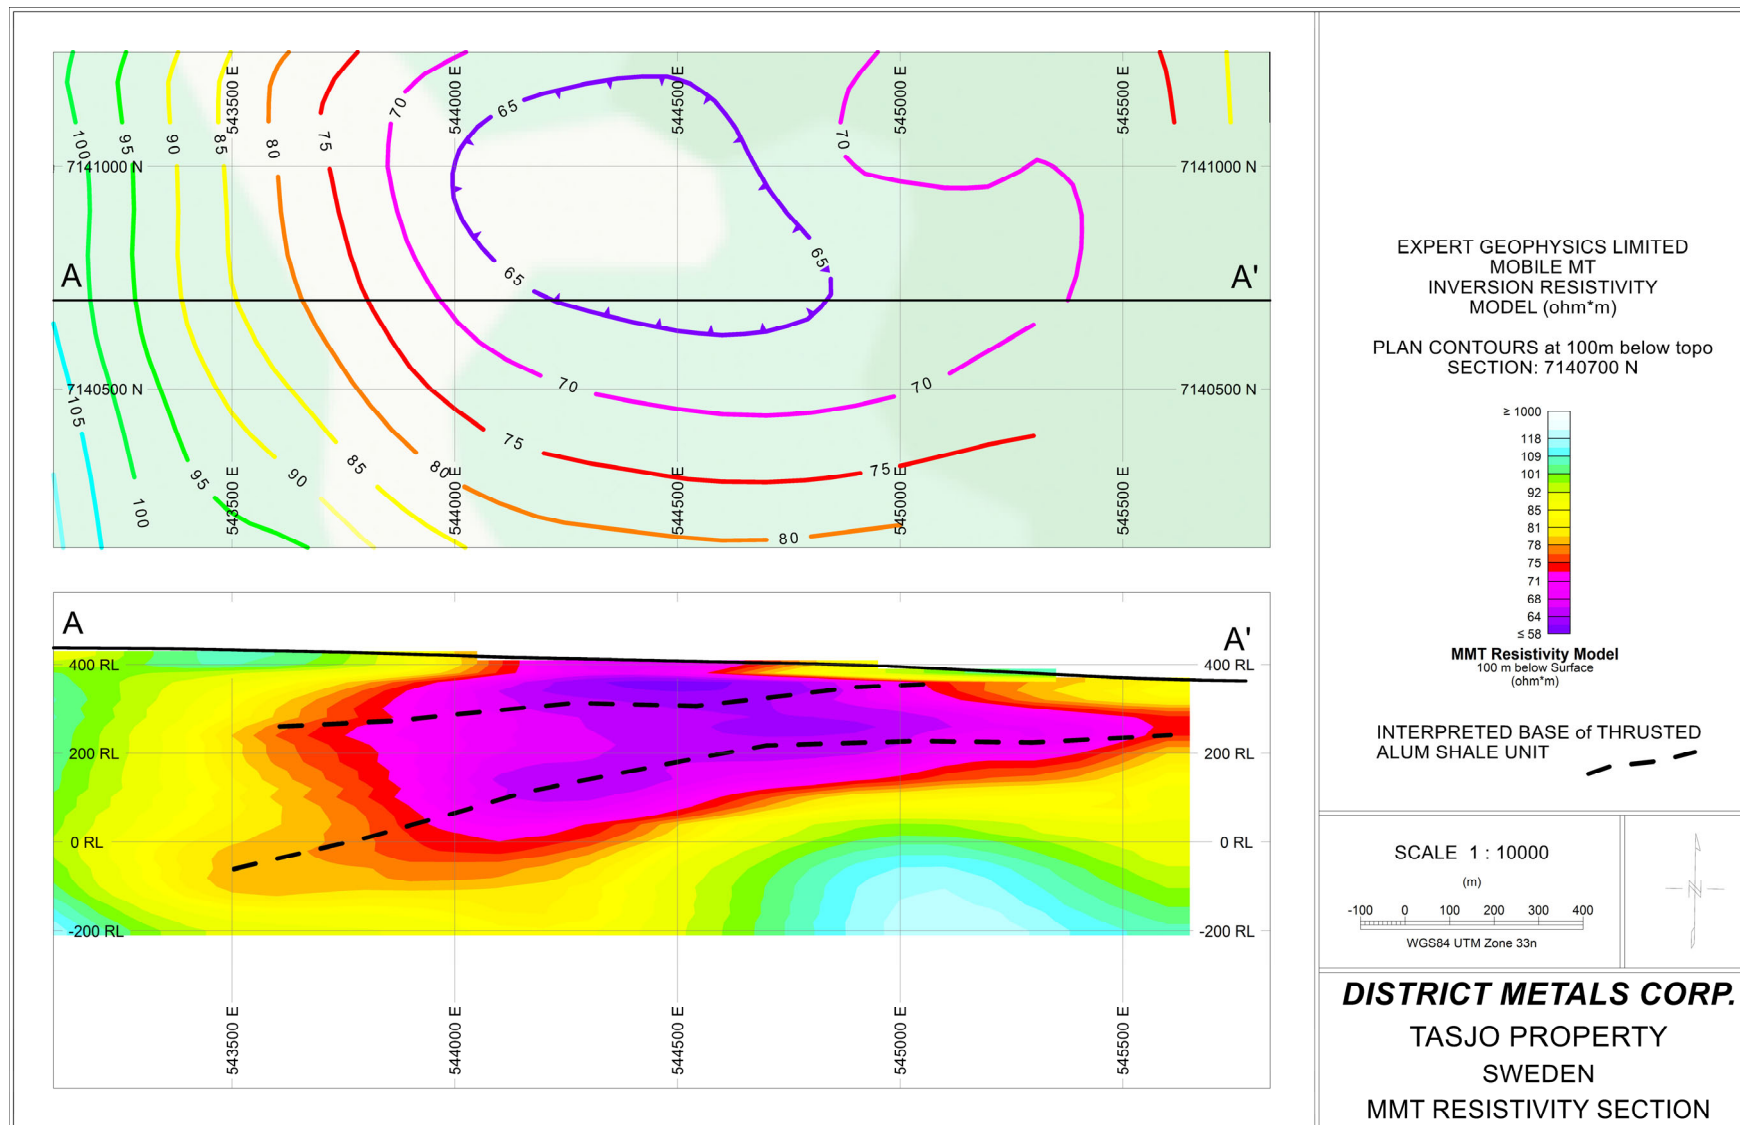 543500 E
544000 E
544500 E
545000 E
545500 E
100
95
90
85
80
75
70
65
70
7141000 N
7141000 N
65
65
A
A'
7140500 N
7140500 N
105
70
70
75
75
80
85
90
95
100
80
543500 E
544000 E
544500 E
545000 E
545500 E
A
A'
400 RL
400 RL
200 RL
200 RL
0 RL
0 RL
-200 RL
-200 RL
543500 E
544000 E
544500 E
545000 E
545500 E
EXPERT GEOPHYSICS LIMITED
MOBILE MT
INVERSION RESISTIVITY
MODEL (ohm*m)
PLAN CONTOURS at 100m below topo
SECTION: 7140700 N
≥ 1000
118
109
101
92
85
81
78
75
71
68
64
≤ 58
MMT Resistivity Model
100 m below Surface
(ohm*m)
INTERPRETED BASE of THRUSTED
ALUM SHALE UNIT
SCALE 1 : 10000
(m)
-100 0 100 200 300 400
WGS84 UTM Zone 33n
N
DISTRICT METALS CORP.
TASJO PROPERTY
SWEDEN
MMT RESISTIVITY SECTION